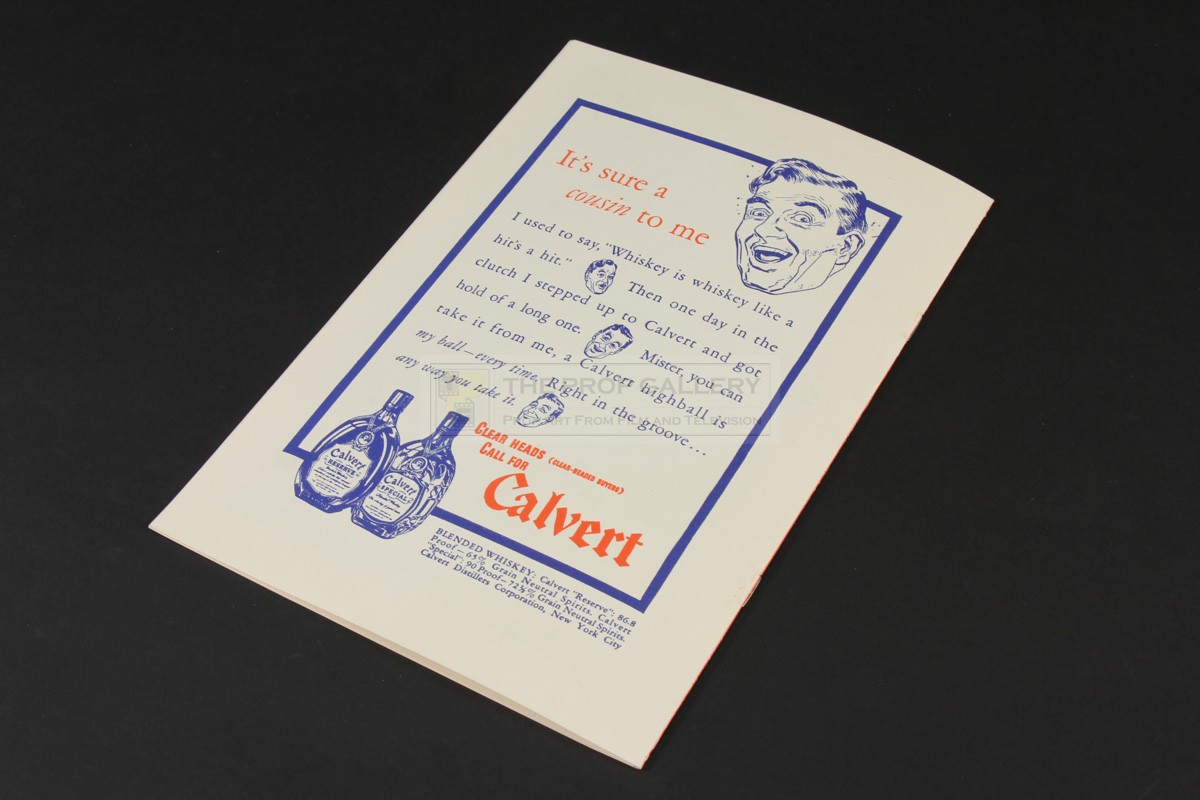 It's sure a
cousin to me
I used to say, "Whiskey is whiskey like a
hit's a hit." Then one day in the
clutch I stepped up to Calvert and got
hold of a long one. Mister, you can
take it from me, a Calvert highball is
my ball—every time. Right in the groove...
any way you take it.
CLEAR HEADS (CLEAR-HEADED BUYERS)
CALL FOR
Calvert
Calvert
RESERVE
Calvert
SPECIAL
BLENDED WHISKEY: Calvert "Reserve": 86.8
Proof—65% Grain Neutral Spirits. Calvert
"Special": 90 Proof—72½% Grain Neutral Spirits.
Calvert Distillers Corporation, New York City
THE PROP GALLERY
PROP ART FROM FILM AND TELEVISION